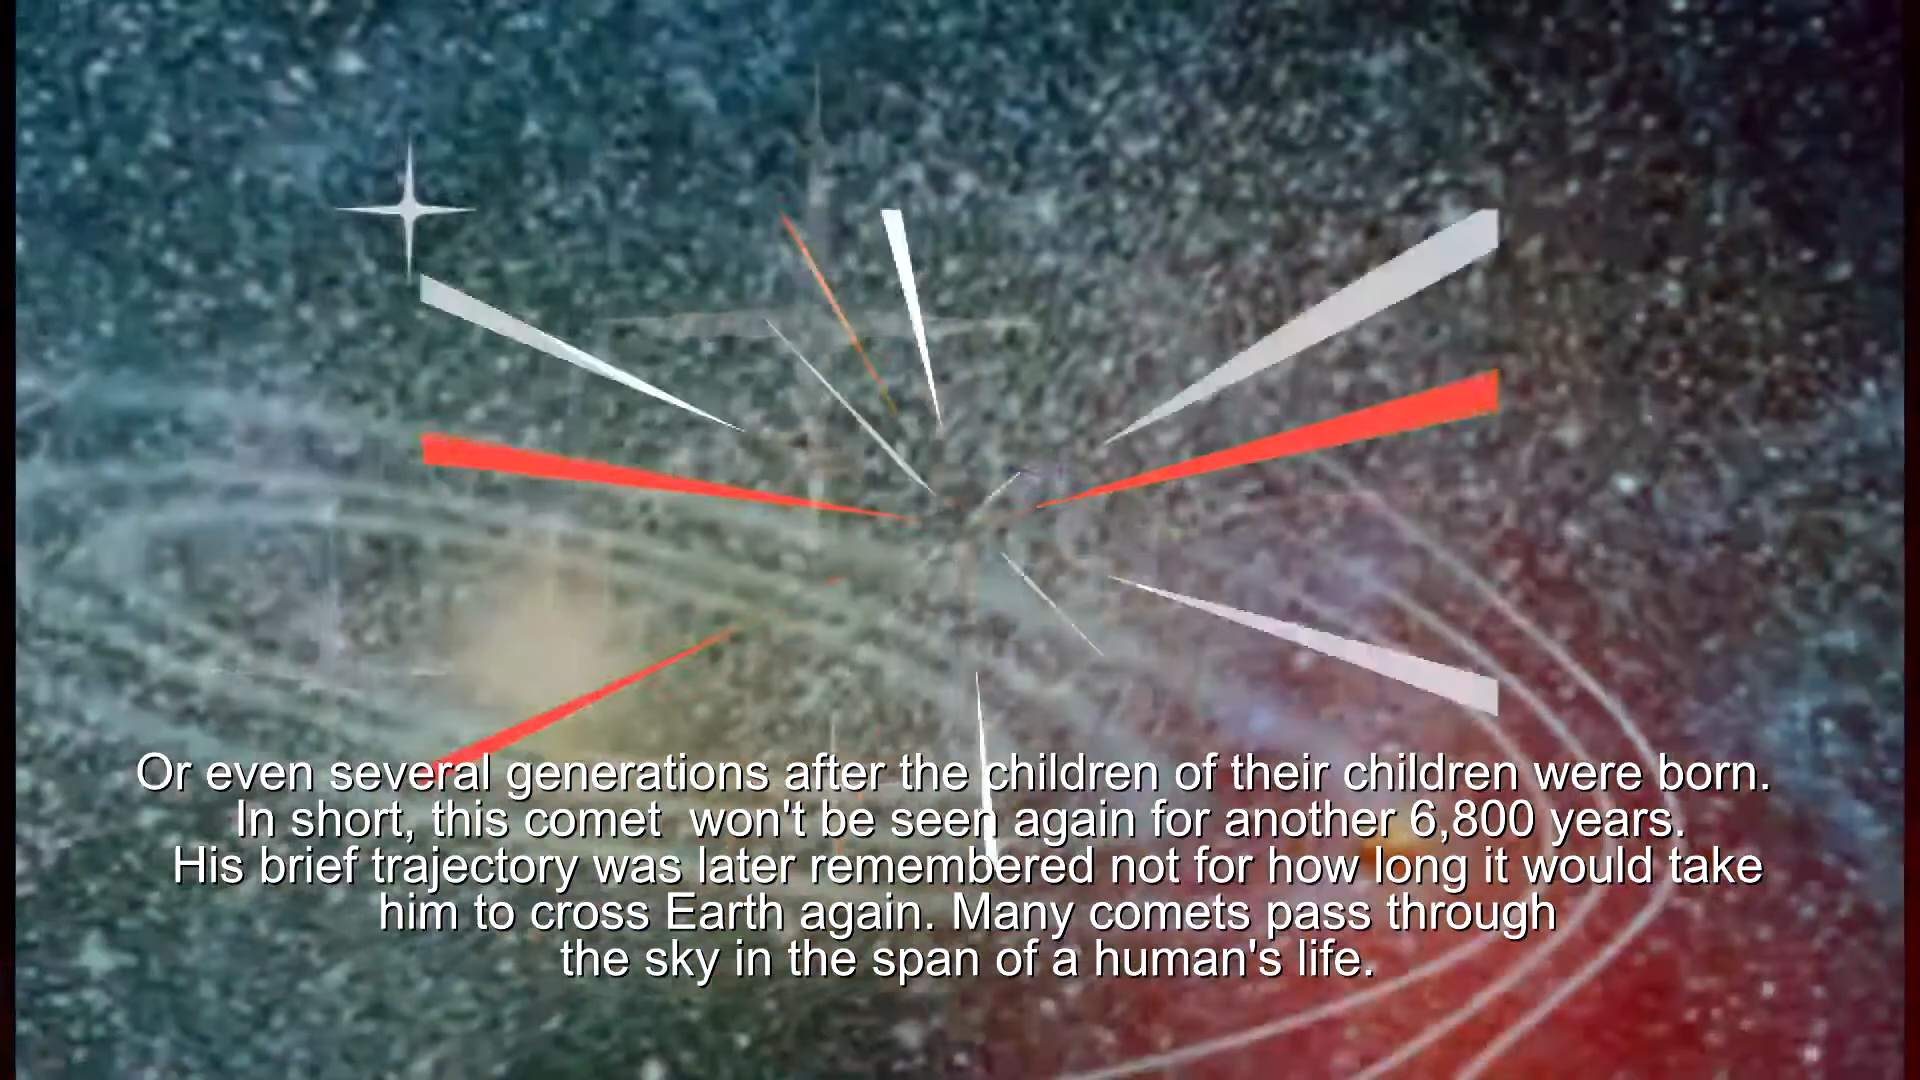 Or even several generations after the children of their children were born.
In short, this comet  won't be seen again for another 6,800 years.
His brief trajectory was later remembered not for how long it would take
him to cross Earth again. Many comets pass through
the sky in the span of a human's life.